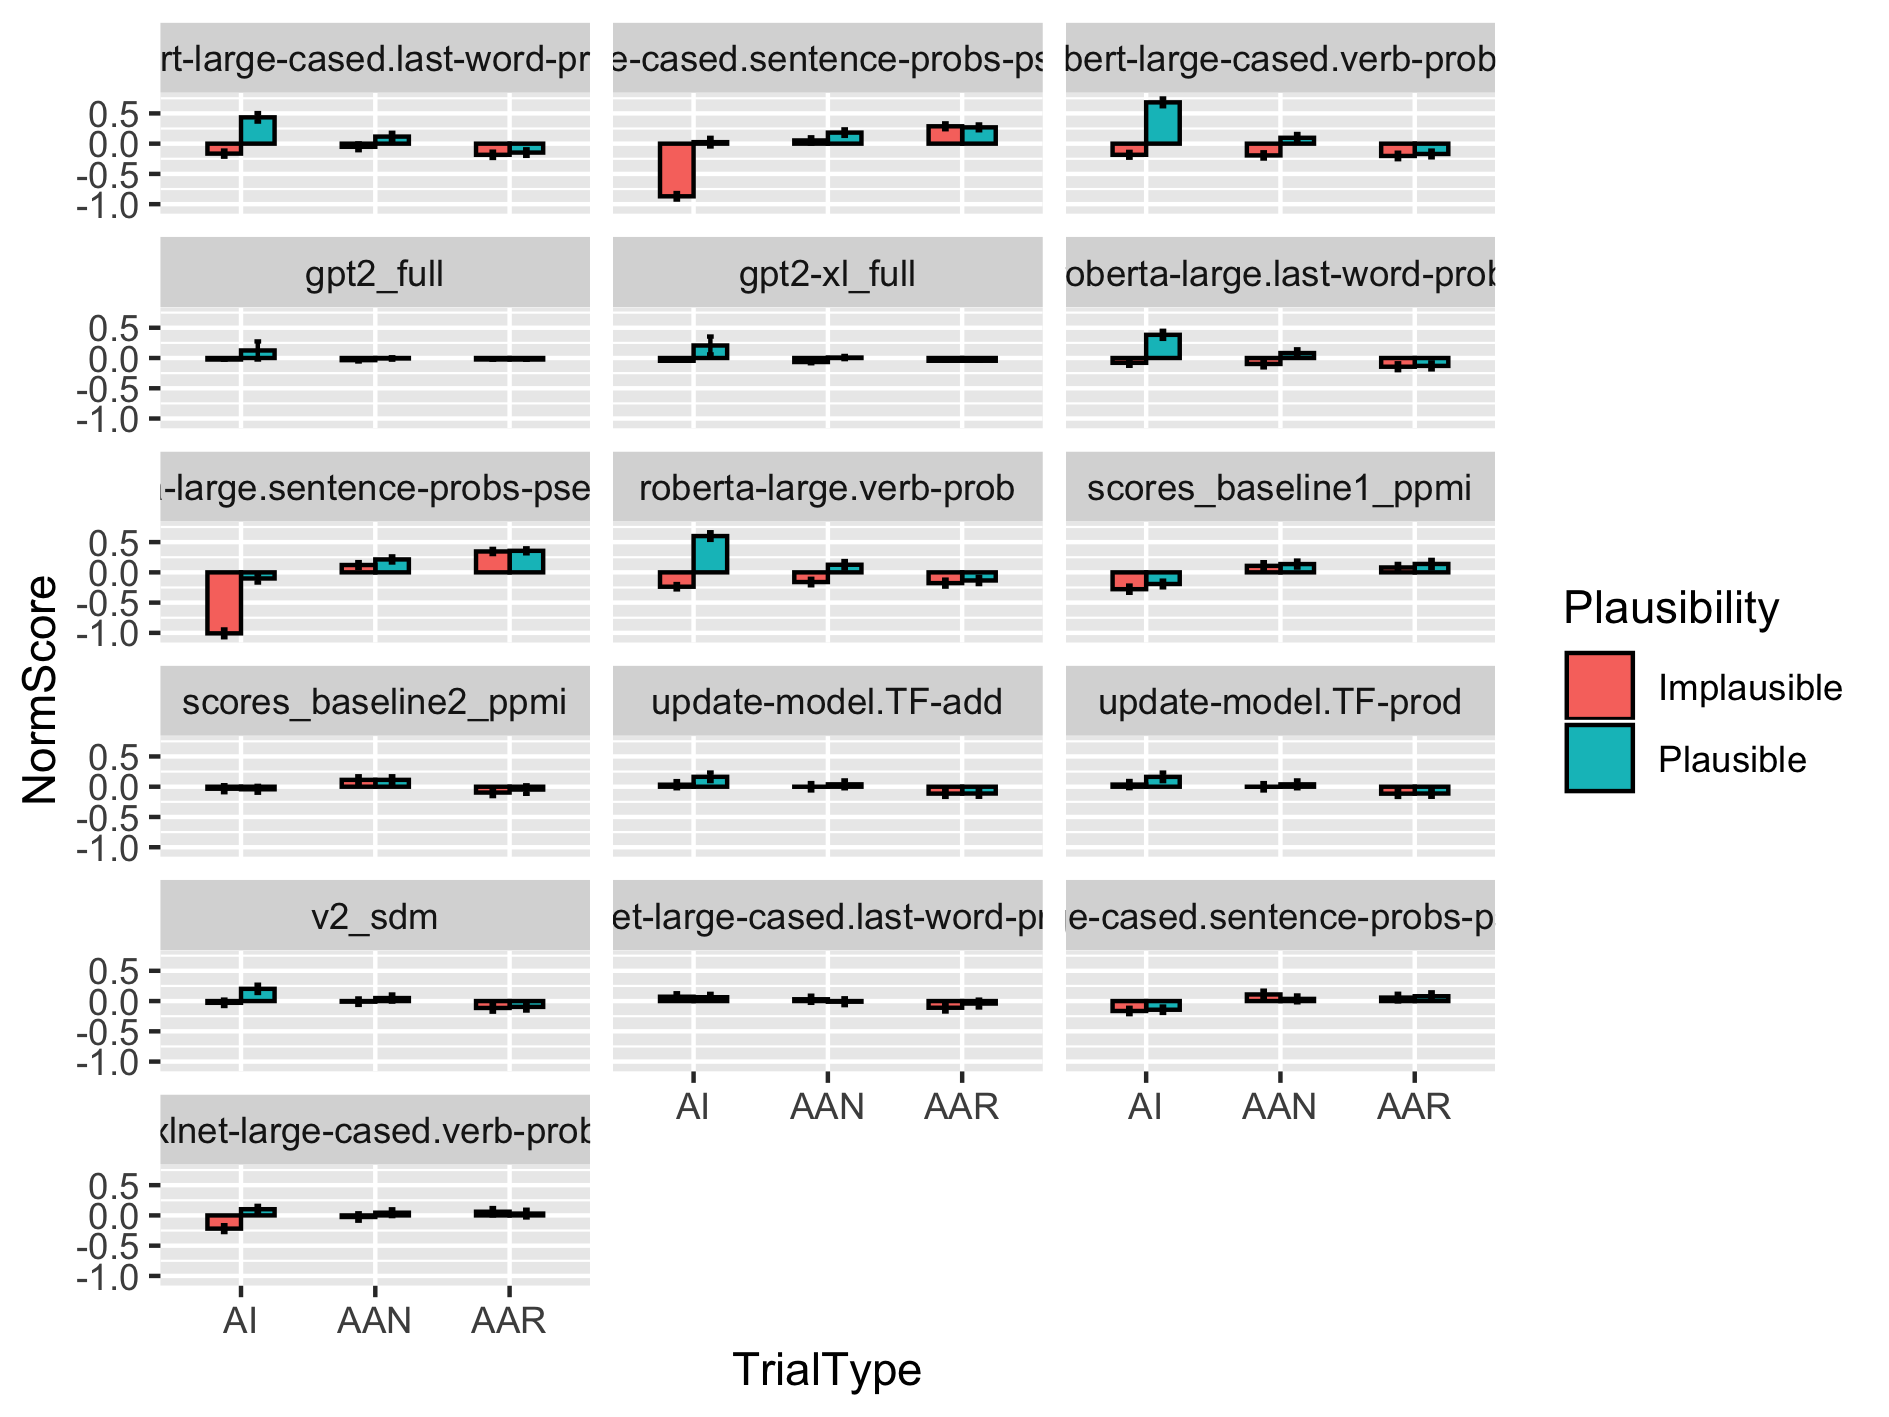 rt-large-cased.last-word-pr
e-cased.sentence-probs-ps
bert-large-cased.verb-prob
0.5
0.0
-0.5
-1.0
gpt2_full
gpt2-xl_full
roberta-large.last-word-prob
0.5
0.0
-0.5
-1.0
a-large.sentence-probs-pse
roberta-large.verb-prob
scores_baseline1_ppmi
0.5
0.0
-0.5
-1.0
scores_baseline2_ppmi
update-model.TF-add
update-model.TF-prod
0.5
0.0
-0.5
-1.0
v2_sdm
et-large-cased.last-word-pr
ge-cased.sentence-probs-p
0.5
0.0
-0.5
-1.0
AI AAN AAR
AI AAN AAR
xlnet-large-cased.verb-prob
0.5
0.0
-0.5
-1.0
AI AAN AAR
TrialType
NormScore
Plausibility
Implausible
Plausible